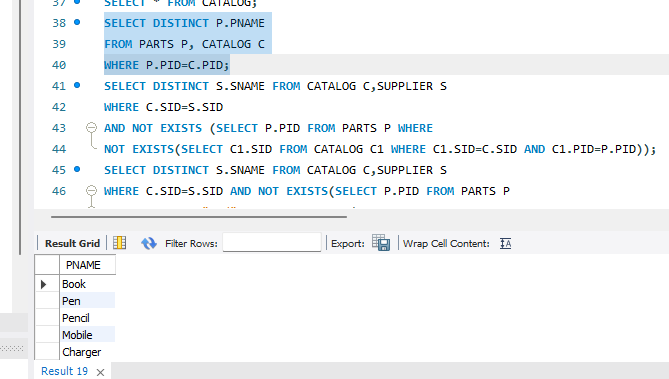 37 SELECT * FROM CATALOG;
38 SELECT DISTINCT P.PNAME
39 FROM PARTS P, CATALOG C
40 WHERE P.PID=C.PID;
41 SELECT DISTINCT S.SNAME FROM CATALOG C,SUPPLIER S
42 WHERE C.SID=S.SID
43 AND NOT EXISTS (SELECT P.PID FROM PARTS P WHERE
44 NOT EXISTS(SELECT C1.SID FROM CATALOG C1 WHERE C1.SID=C.SID AND C1.PID=P.PID));
45 SELECT DISTINCT S.SNAME FROM CATALOG C,SUPPLIER S
46 WHERE C.SID=S.SID AND NOT EXISTS(SELECT P.PID FROM PARTS P
Result Grid Filter Rows: Export: Wrap Cell Content:
PNAME
Book
Pen
Pencil
Mobile
Charger
Result 19